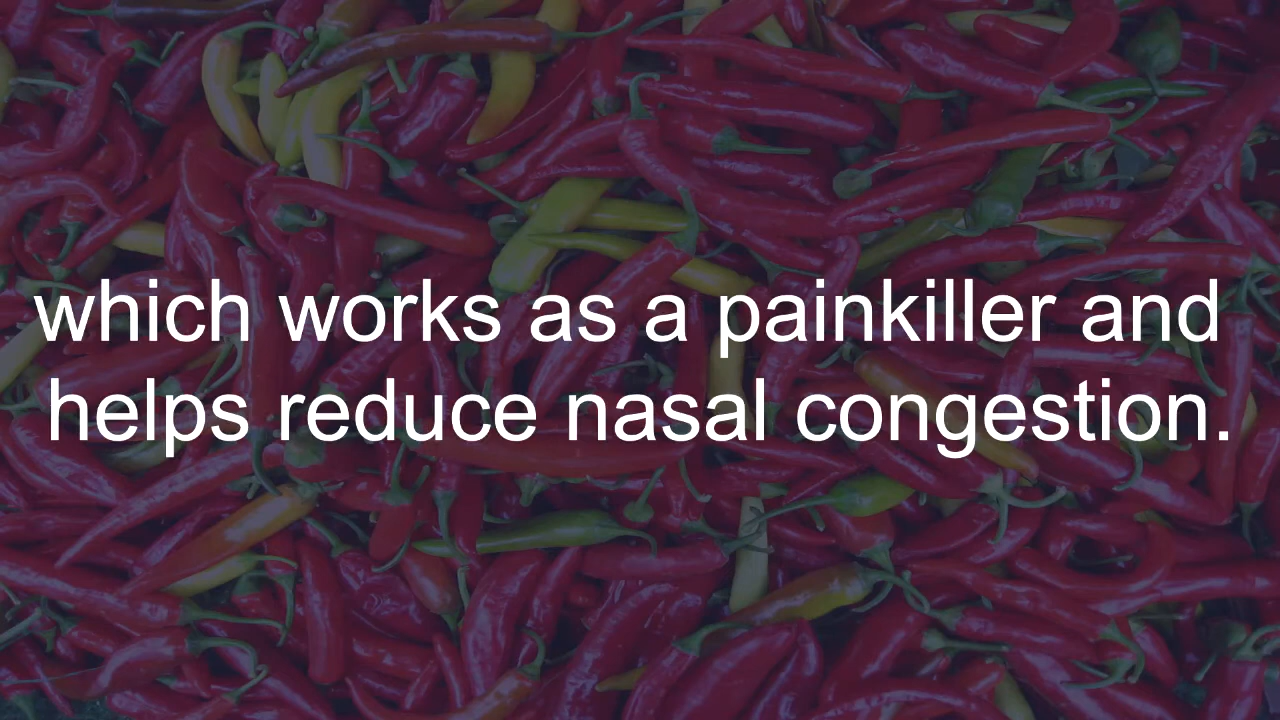 which works as a painkiller and
helps reduce nasal congestion.